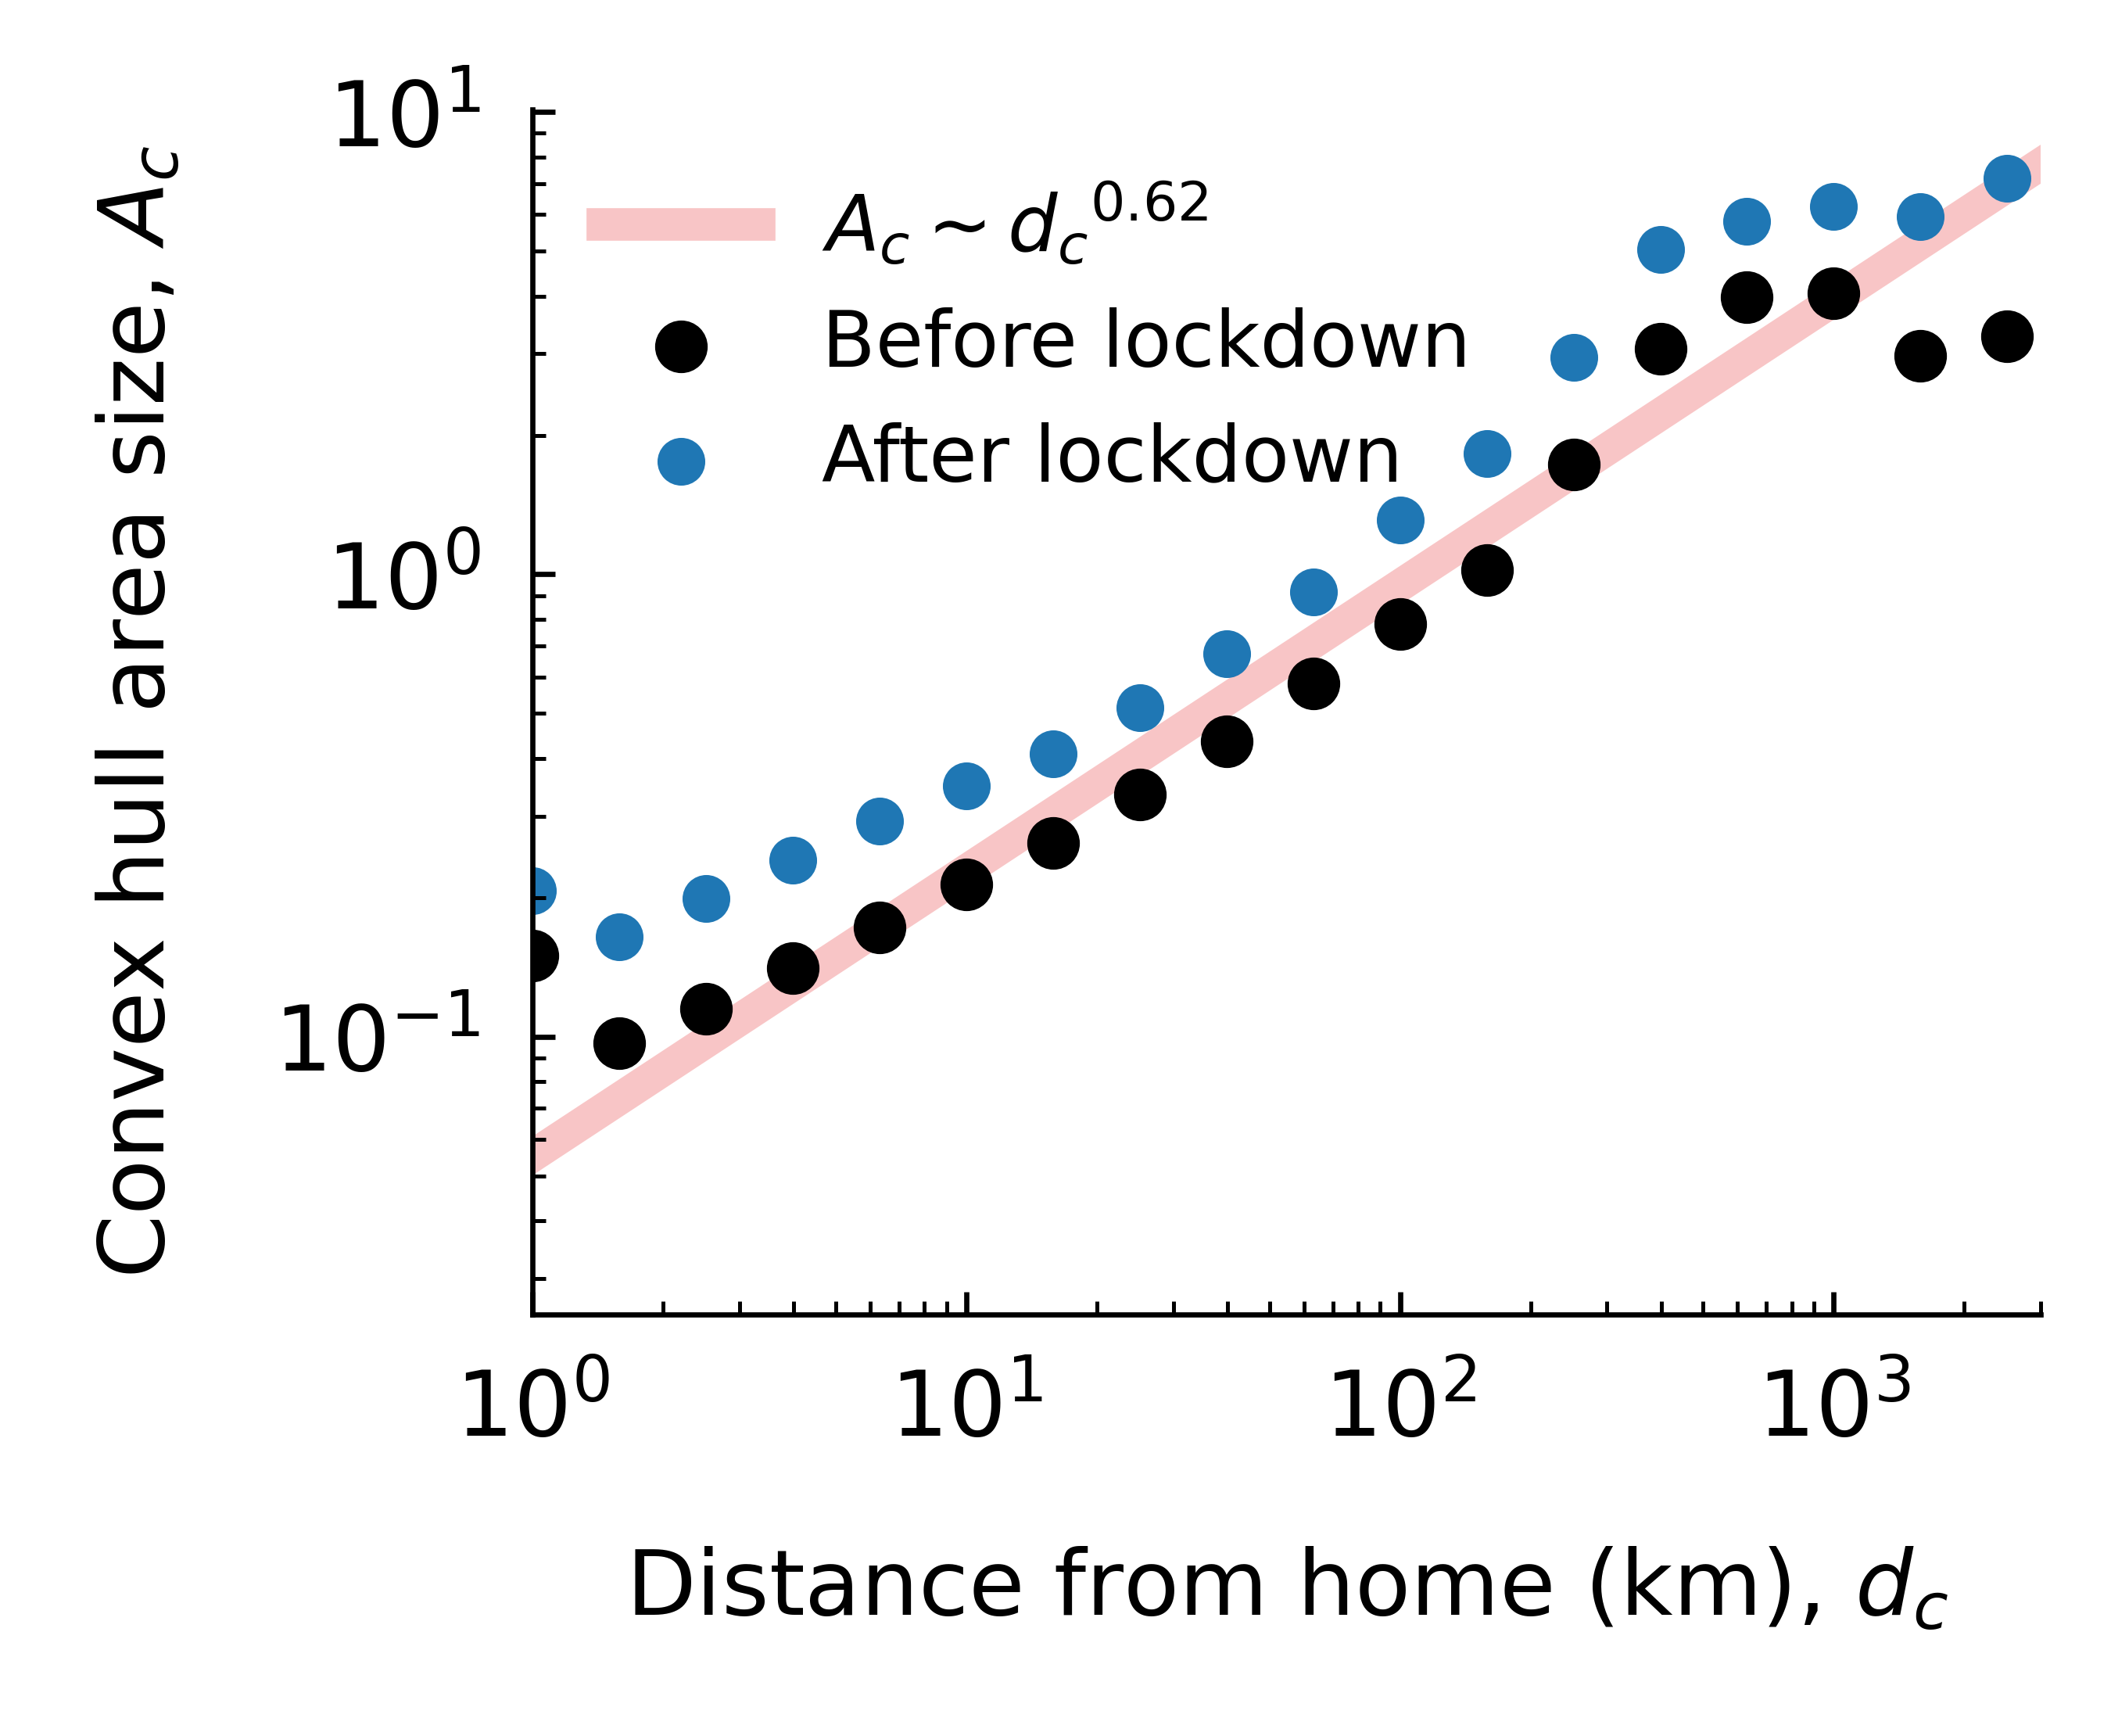 Convex hull area size, A_c
10^1
10^0
10^−1
A_c ~ d_c^0.62
Before lockdown
After lockdown
10^0 10^1 10^2 10^3
Distance from home (km), d_c